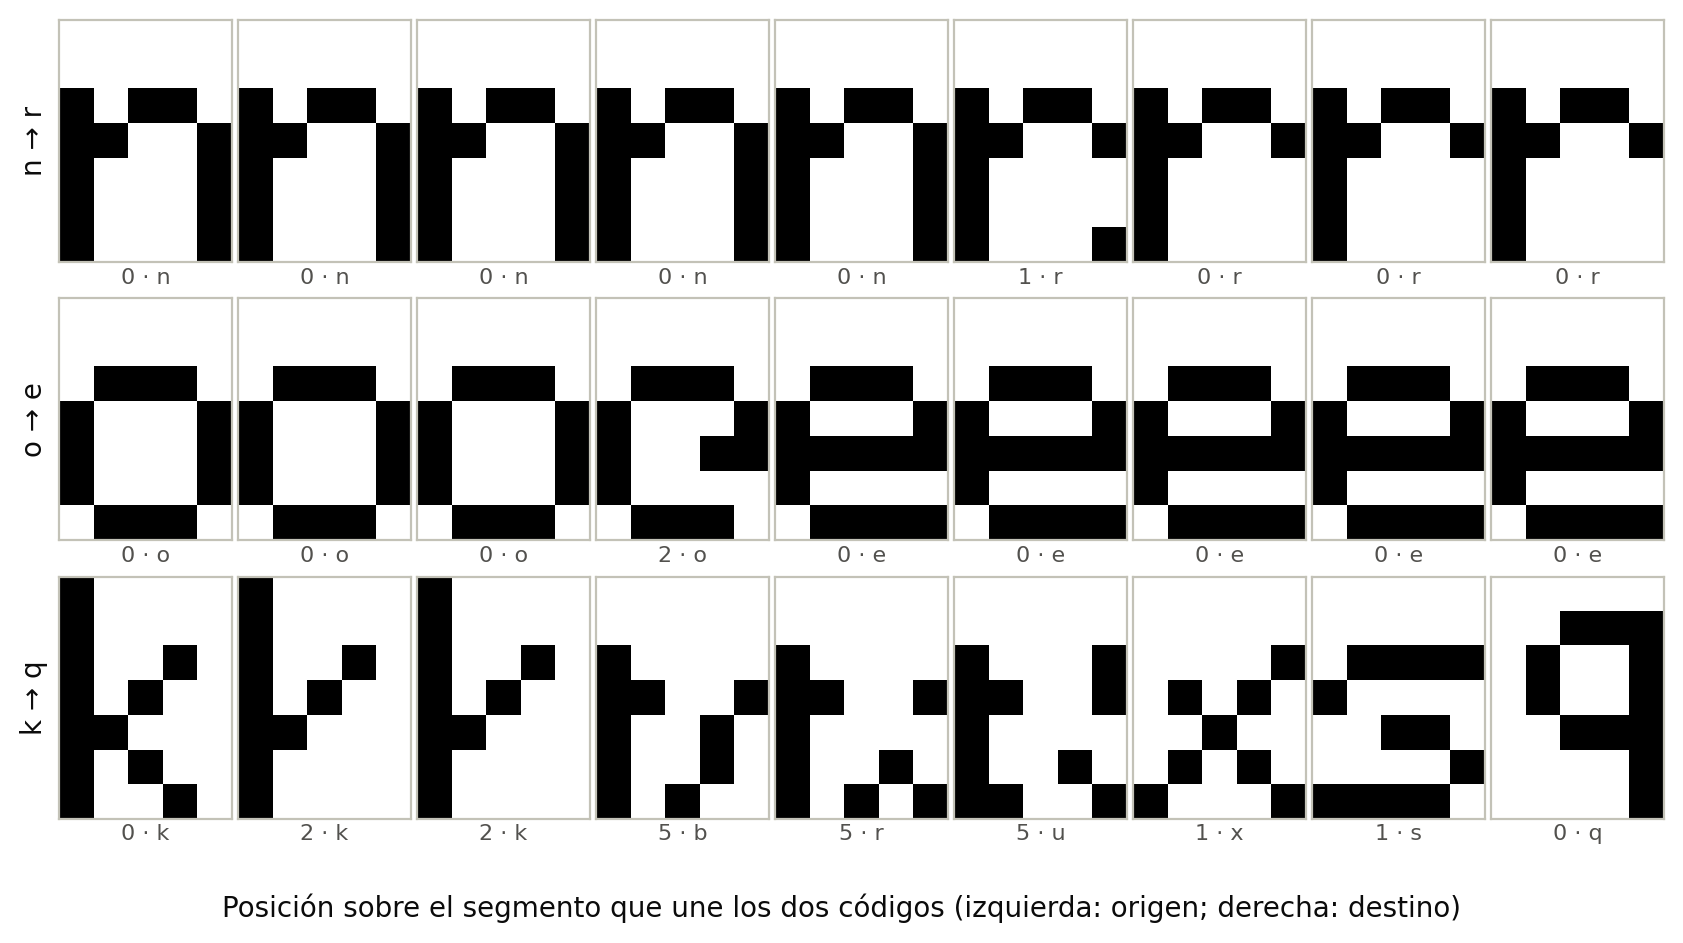 n → r
0 · n 0 · n 0 · n 0 · n 0 · n 1 · r 0 · r 0 · r 0 · r
o → e
0 · o 0 · o 0 · o 2 · o 0 · e 0 · e 0 · e 0 · e 0 · e
k → q
0 · k 2 · k 2 · k 5 · b 5 · r 5 · u 1 · x 1 · s 0 · q
Posición sobre el segmento que une los dos códigos (izquierda: origen; derecha: destino)